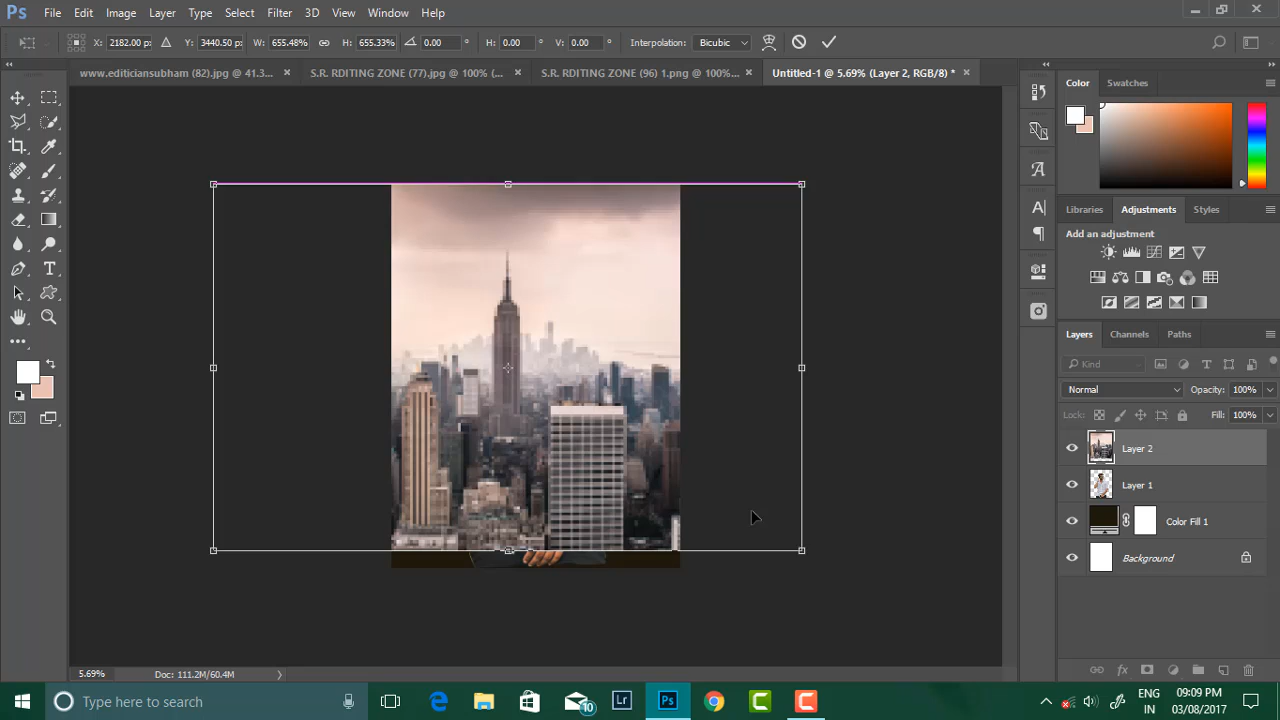 Ps File Edit Image Layer Type Select Filter 3D View Window Help
X: 2182.00 px Y: 3440.50 px W: 655.48% H: 655.33% 0.00 ° H: 0.00 ° V: 0.00 ° Interpolation: Bicubic
www.editiciansubham (82).jpg @ 41.3... × S.R. RDITING ZONE (77).jpg @ 100% (... × S.R. RDITING ZONE (96) 1.png @ 100%... × Untitled-1 @ 5.69% (Layer 2, RGB/8) * ×
Color Swatches
Libraries Adjustments Styles
Add an adjustment
Layers Channels Paths
Kind
Normal Opacity: 100%
Lock: Fill: 100%
Layer 2
Layer 1
Color Fill 1
Background
5.69% Doc: 111.2M/60.4M
Type here to search
10
Lr
Ps
C
C
ENG
IN
09:09 PM
03/08/2017